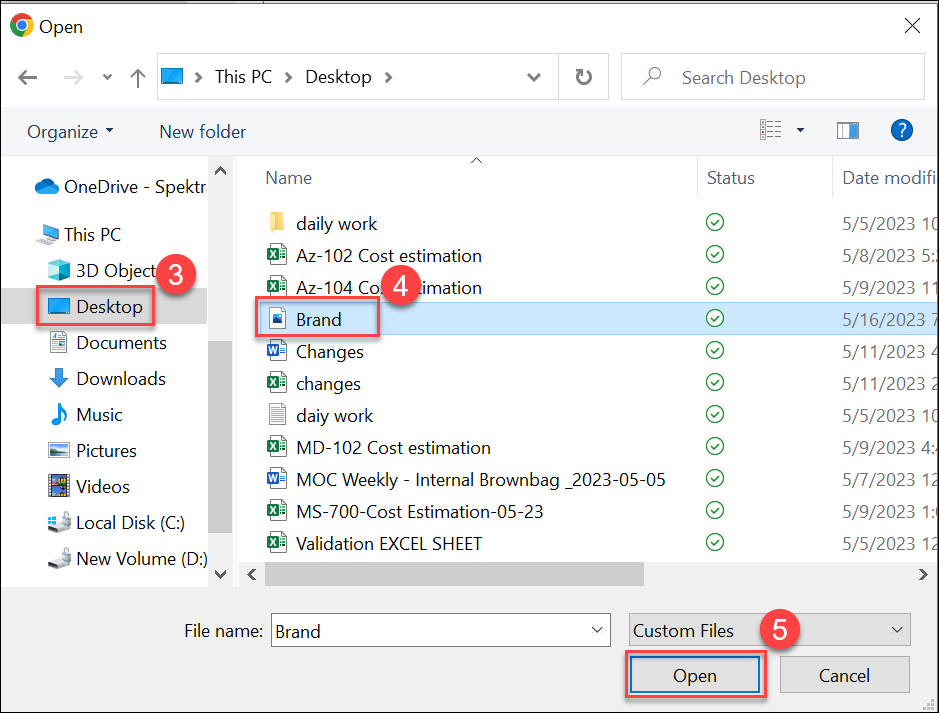 Open
This PC > Desktop >
Search Desktop
Organize
New folder
?
Name
Status
Date modifi
OneDrive - Spektr
This PC
3D Object
3
Desktop
Documents
Downloads
Music
Pictures
Videos
Local Disk (C:)
New Volume (D:)
daily work 5/5/2023 10
Az-102 Cost estimation 5/8/2023 5:
Az-104 Co timation 5/9/2023 11
4
Brand 5/16/2023 7
Changes 5/11/2023 4
changes 5/11/2023 2
daiy work 5/5/2023 10
MD-102 Cost estimation 5/9/2023 4:
MOC Weekly - Internal Brownbag _2023-05-05 5/7/2023 12
MS-700-Cost Estimation-05-23 5/9/2023 1:
Validation EXCEL SHEET 5/5/2023 12
File name: Brand
Custom Files
5
Open
Cancel